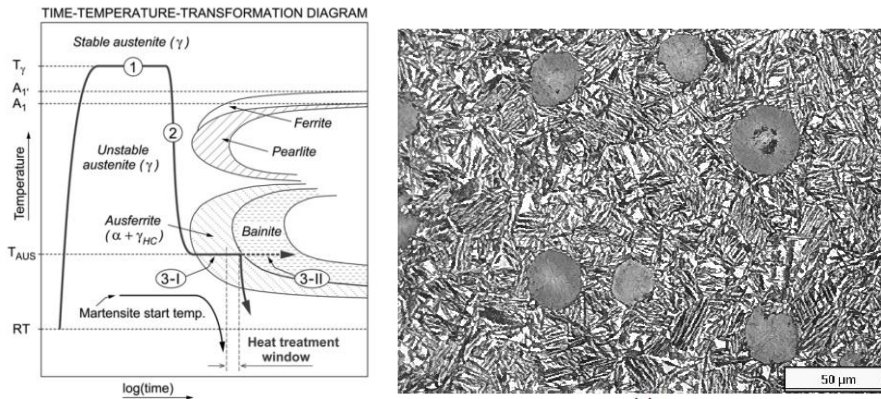 TIME-TEMPERATURE-TRANSFORMATION DIAGRAM
Stable austenite (γ)
Tγ
1
A1'
A1
Ferrite
2
Pearlite
Temperature
Unstable
austenite (γ)
Ausferrite
(α + γHC)
Bainite
TAUS
3-I
3-II
Martensite start temp.
RT
Heat treatment
window
log(time)
50 µm